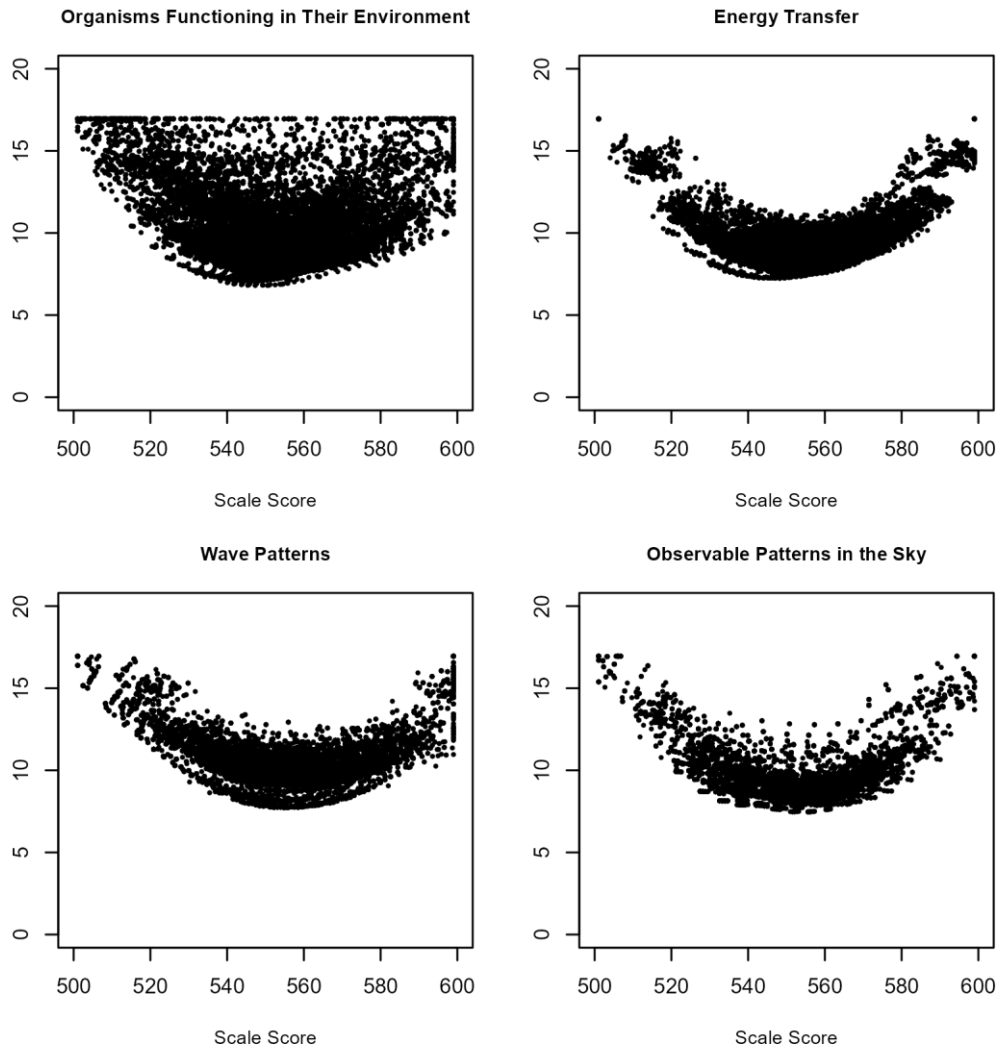 Organisms Functioning in Their Environment
20
15
10
5
0
500 520 540 560 580 600
Scale Score
Energy Transfer
20
15
10
5
0
500 520 540 560 580 600
Scale Score
Wave Patterns
20
15
10
5
0
500 520 540 560 580 600
Scale Score
Observable Patterns in the Sky
20
15
10
5
0
500 520 540 560 580 600
Scale Score